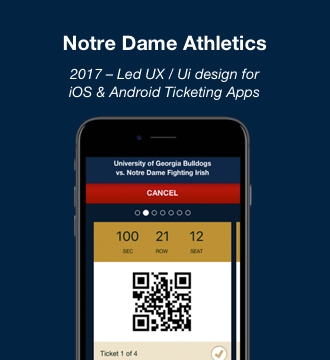 Notre Dame Athletics
2017 – Led UX / Ui design for
iOS & Android Ticketing Apps
University of Georgia Bulldogs
vs. Notre Dame Fighting Irish
CANCEL
100 21 12
SEC ROW SEAT
Ticket 1 of 4